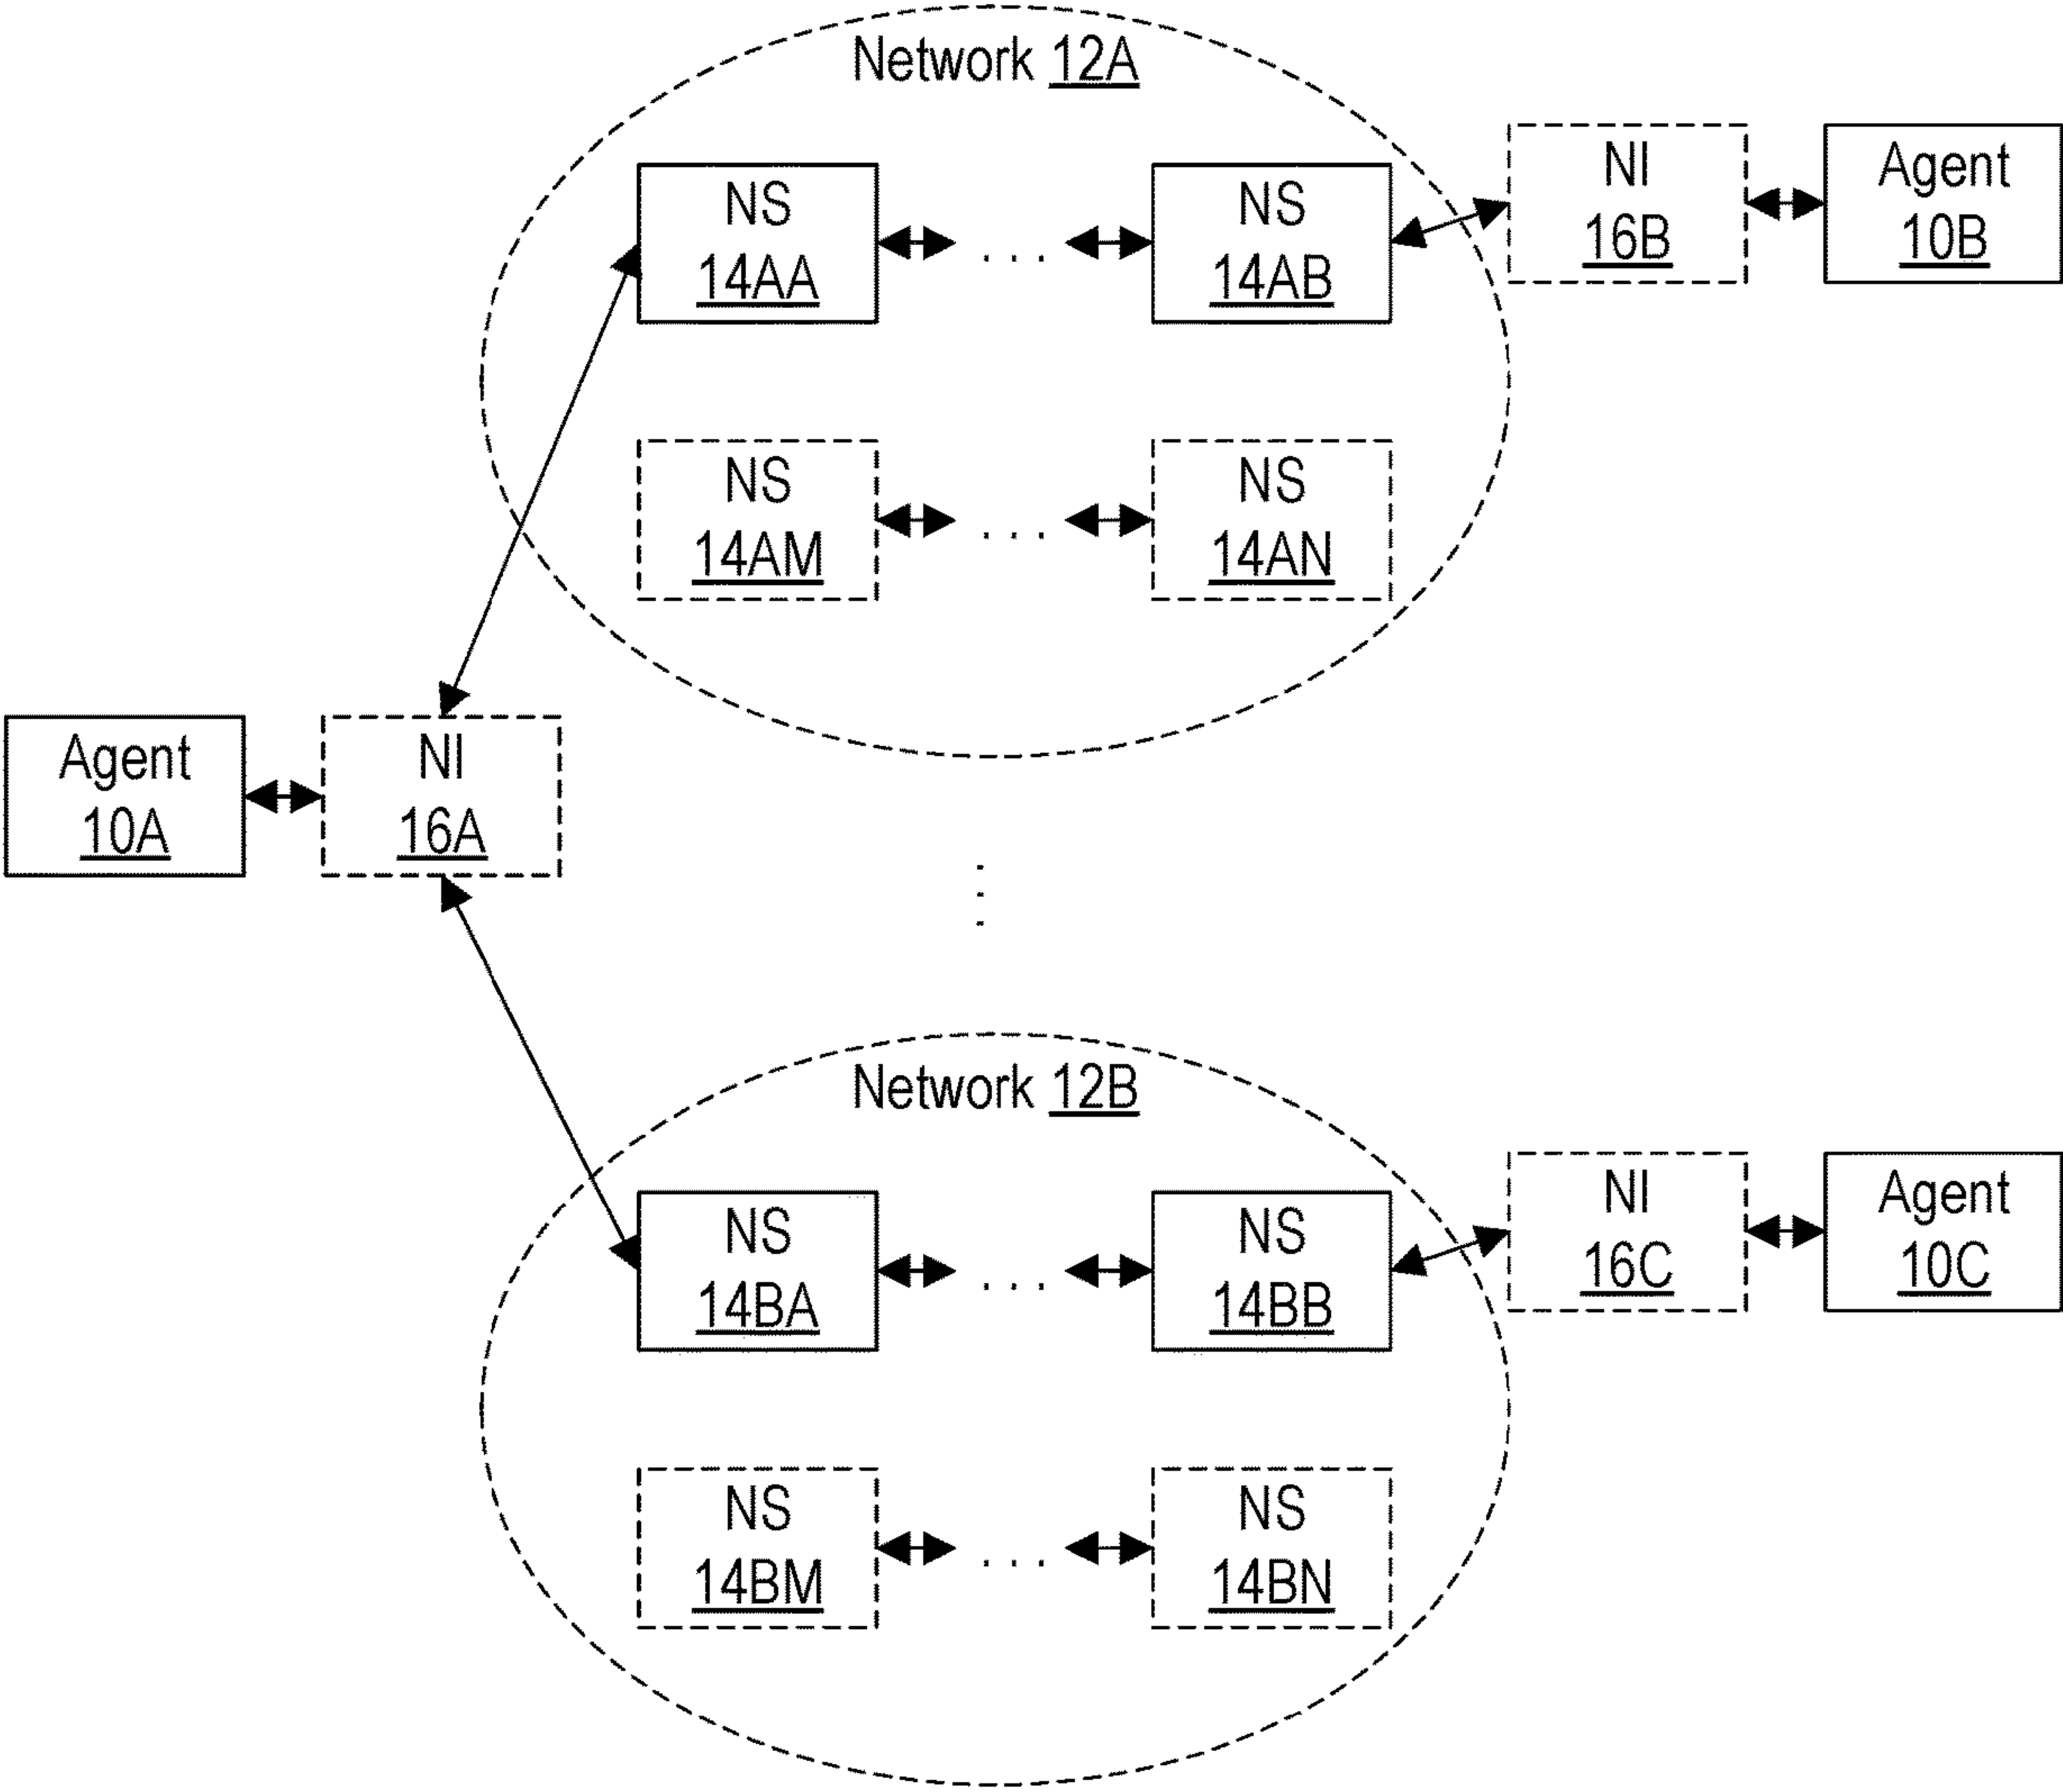 Network 12A
NS
14AA
. . .
NS
14AB
NI
16B
Agent
10B
NS
14AM
. . .
NS
14AN
Agent
10A
NI
16A
Network 12B
NS
14BA
. . .
NS
14BB
NI
16C
Agent
10C
NS
14BM
. . .
NS
14BN